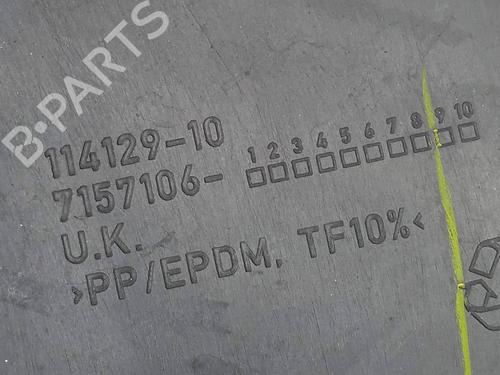 B-PARTS
114129-10
7157106- 1 2 3 4 5 6 7 8 9 10
U.K.
>PP/EPDM, TF10%<